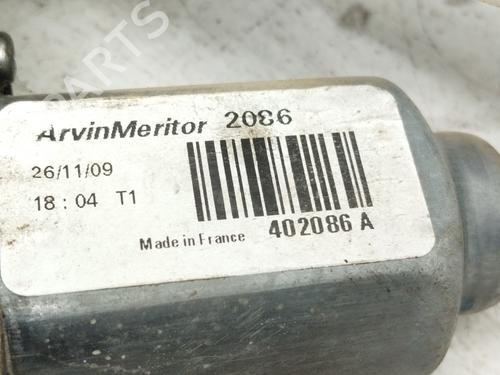 ArvinMeritor 2086
26/11/09
18 : 04 T1
402086 A
Made in France